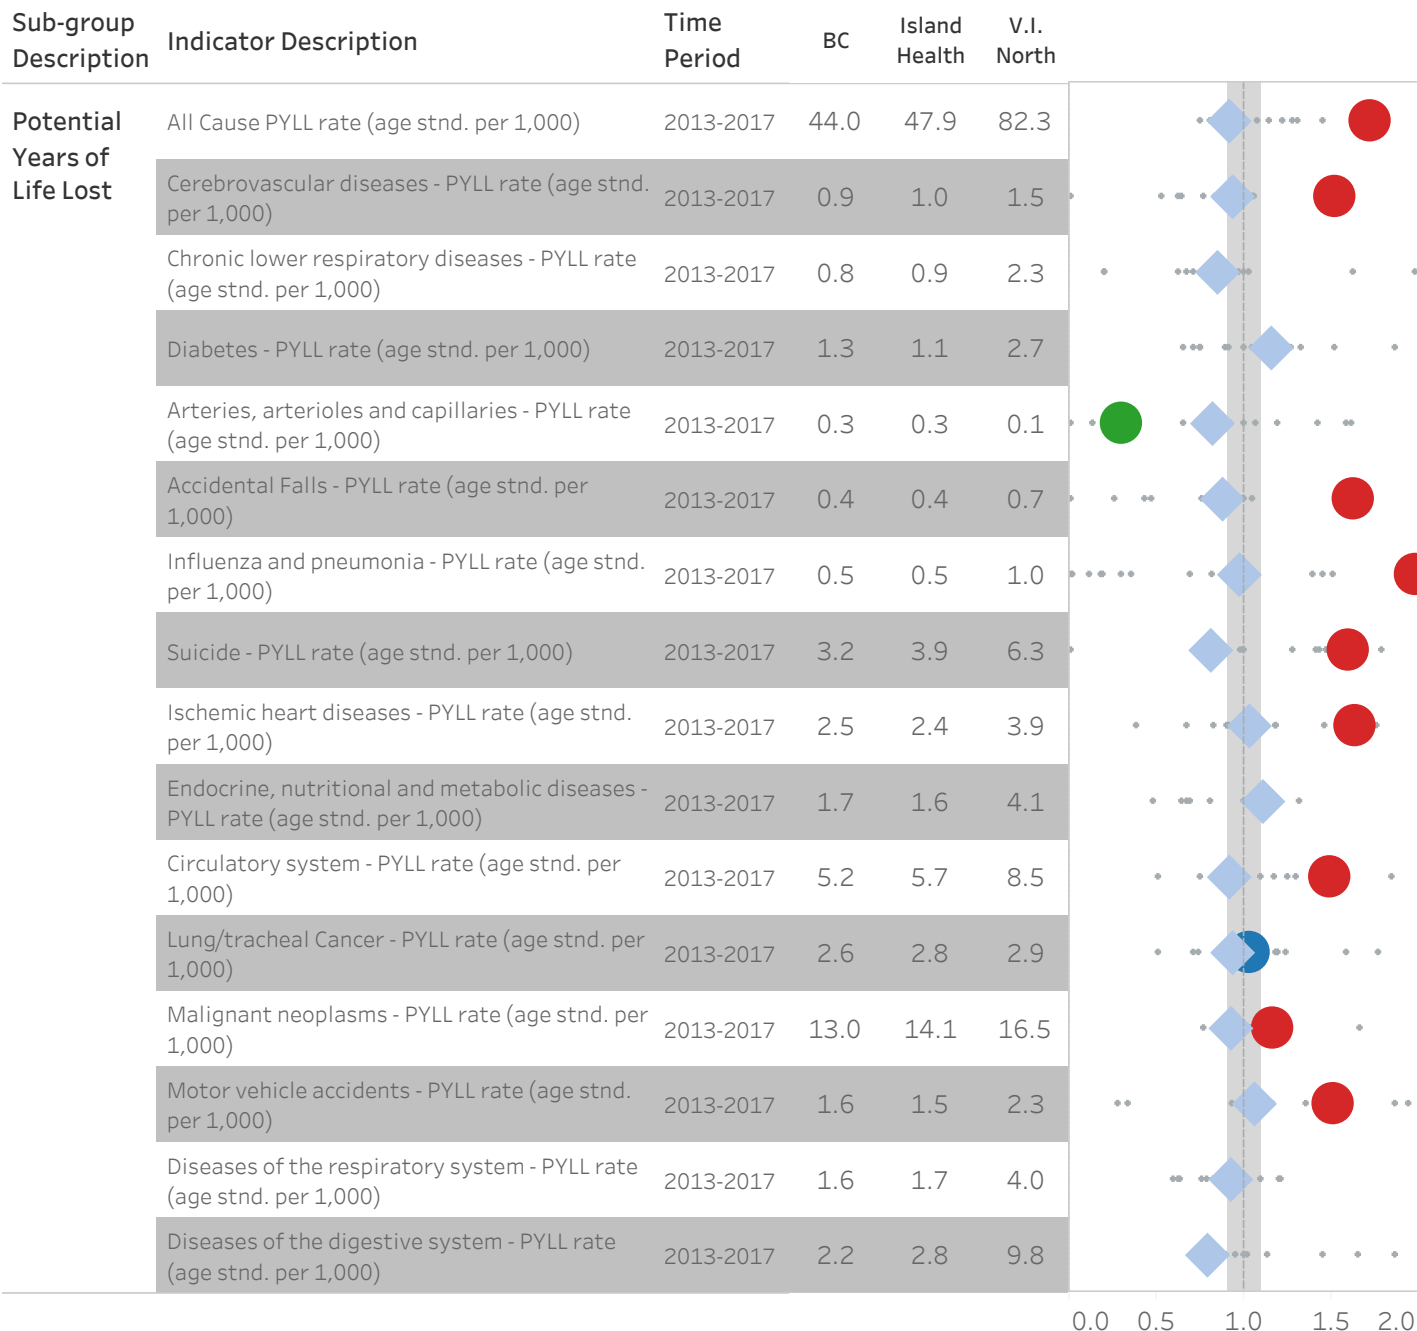 Sub-group
Description
Indicator Description
Time
Period
BC
Island
Health
V.I.
North
Potential
Years of
Life Lost
All Cause PYLL rate (age stnd. per 1,000)
2013-2017 44.0 47.9 82.3
Cerebrovascular diseases - PYLL rate (age stnd.
per 1,000)
2013-2017 0.9 1.0 1.5
Chronic lower respiratory diseases - PYLL rate
(age stnd. per 1,000)
2013-2017 0.8 0.9 2.3
Diabetes - PYLL rate (age stnd. per 1,000)
2013-2017 1.3 1.1 2.7
Arteries, arterioles and capillaries - PYLL rate
(age stnd. per 1,000)
2013-2017 0.3 0.3 0.1
Accidental Falls - PYLL rate (age stnd. per
1,000)
2013-2017 0.4 0.4 0.7
Influenza and pneumonia - PYLL rate (age stnd.
per 1,000)
2013-2017 0.5 0.5 1.0
Suicide - PYLL rate (age stnd. per 1,000)
2013-2017 3.2 3.9 6.3
Ischemic heart diseases - PYLL rate (age stnd.
per 1,000)
2013-2017 2.5 2.4 3.9
Endocrine, nutritional and metabolic diseases -
PYLL rate (age stnd. per 1,000)
2013-2017 1.7 1.6 4.1
Circulatory system - PYLL rate (age stnd. per
1,000)
2013-2017 5.2 5.7 8.5
Lung/tracheal Cancer - PYLL rate (age stnd. per
1,000)
2013-2017 2.6 2.8 2.9
Malignant neoplasms - PYLL rate (age stnd. per
1,000)
2013-2017 13.0 14.1 16.5
Motor vehicle accidents - PYLL rate (age stnd.
per 1,000)
2013-2017 1.6 1.5 2.3
Diseases of the respiratory system - PYLL rate
(age stnd. per 1,000)
2013-2017 1.6 1.7 4.0
Diseases of the digestive system - PYLL rate
(age stnd. per 1,000)
2013-2017 2.2 2.8 9.8
0.0 0.5 1.0 1.5 2.0